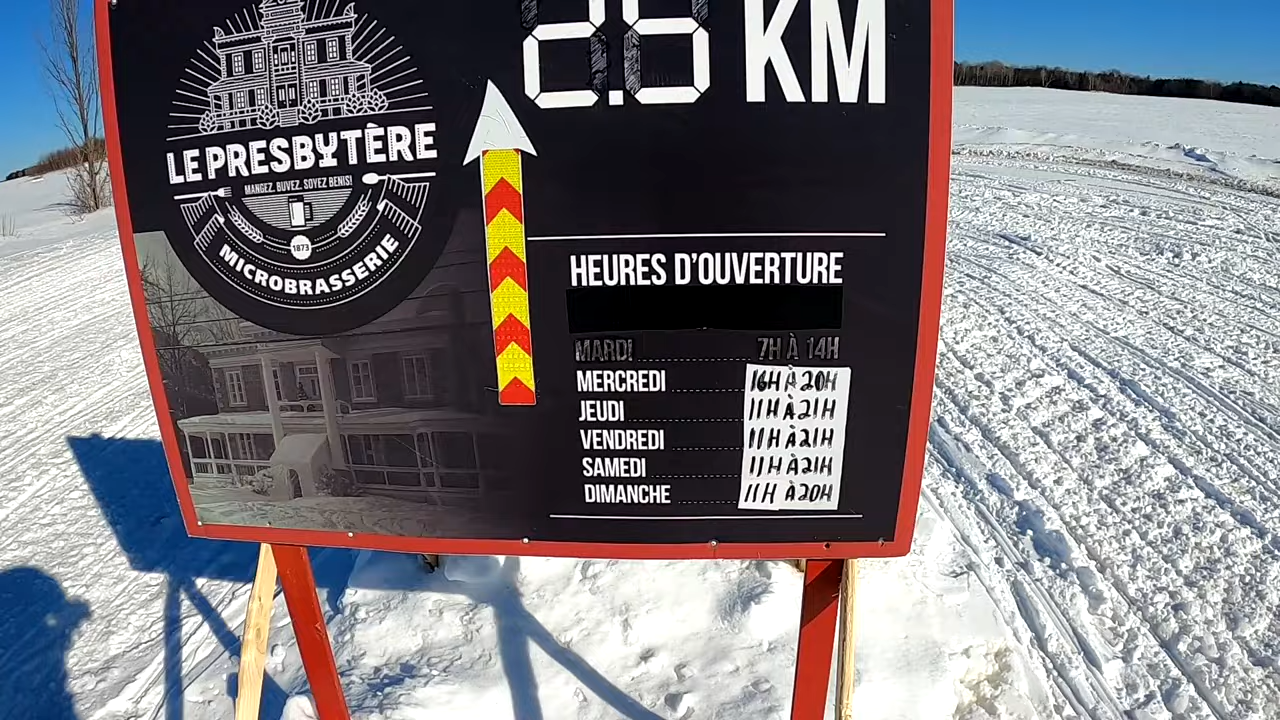 2.6 KM
LE PRESBYTÈRE
MANGEZ. BUVEZ. SOYEZ BENIS!
1873
MICROBRASSERIE
HEURES D'OUVERTURE
MARDI 7H À 14H
MERCREDI 16H À 20H
JEUDI 11H À 21H
VENDREDI 11H À 21H
SAMEDI 11H À 21H
DIMANCHE 11H À 20H